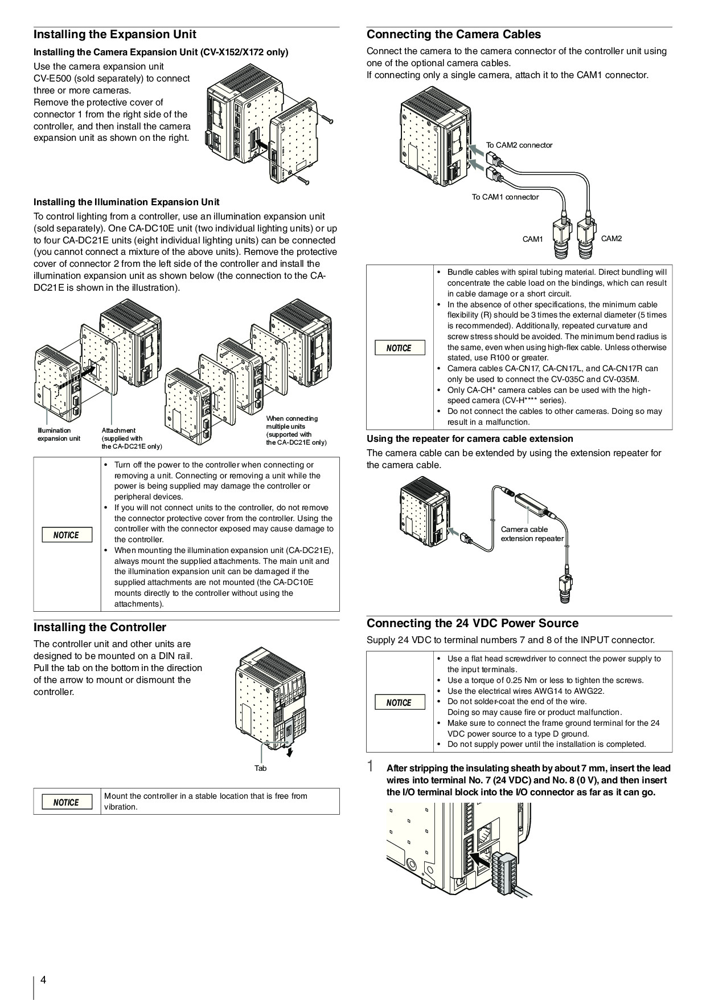 Installing the Expansion Unit
Installing the Camera Expansion Unit (CV-X152/X172 only)
Use the camera expansion unit
CV-E500 (sold separately) to connect
three or more cameras.
Remove the protective cover of
connector 1 from the right side of the
controller, and then install the camera
expansion unit as shown on the right.
Installing the Illumination Expansion Unit
To control lighting from a controller, use an illumination expansion unit
(sold separately). One CA-DC10E unit (two individual lighting units) or up
to four CA-DC21E units (eight individual lighting units) can be connected
(you cannot connect a mixture of the above units). Remove the protective
cover of connector 2 from the left side of the controller and install the
illumination expansion unit as shown below (the connection to the CA-
DC21E is shown in the illustration).
Illumination
expansion unit
Attachment
(supplied with
the CA-DC21E only)
When connecting
multiple units
(supported with
the CA-DC21E only)
NOTICE
• Turn off the power to the controller when connecting or
removing a unit. Connecting or removing a unit while the
power is being supplied may damage the controller or
peripheral devices.
• If you will not connect units to the controller, do not remove
the connector protective cover from the controller. Using the
controller with the connector exposed may cause damage to
the controller.
• When mounting the illumination expansion unit (CA-DC21E),
always mount the supplied attachments. The main unit and
the illumination expansion unit can be damaged if the
supplied attachments are not mounted (the CA-DC10E
mounts directly to the controller without using the
attachments).
Installing the Controller
The controller unit and other units are
designed to be mounted on a DIN rail.
Pull the tab on the bottom in the direction
of the arrow to mount or dismount the
controller.
Tab
NOTICE
Mount the controller in a stable location that is free from
vibration.
Connecting the Camera Cables
Connect the camera to the camera connector of the controller unit using
one of the optional camera cables.
If connecting only a single camera, attach it to the CAM1 connector.
To CAM2 connector
To CAM1 connector
CAM1
CAM2
NOTICE
• Bundle cables with spiral tubing material. Direct bundling will
concentrate the cable load on the bindings, which can result
in cable damage or a short circuit.
• In the absence of other specifications, the minimum cable
flexibility (R) should be 3 times the external diameter (5 times
is recommended). Additionally, repeated curvature and
screw stress should be avoided. The minimum bend radius is
the same, even when using high-flex cable. Unless otherwise
stated, use R100 or greater.
• Camera cables CA-CN17, CA-CN17L, and CA-CN17R can
only be used to connect the CV-035C and CV-035M.
• Only CA-CH* camera cables can be used with the high-
speed camera (CV-H**** series).
• Do not connect the cables to other cameras. Doing so may
result in a malfunction.
Using the repeater for camera cable extension
The camera cable can be extended by using the extension repeater for
the camera cable.
Camera cable
extension repeater
Connecting the 24 VDC Power Source
Supply 24 VDC to terminal numbers 7 and 8 of the INPUT connector.
NOTICE
• Use a flat head screwdriver to connect the power supply to
the input terminals.
• Use a torque of 0.25 Nm or less to tighten the screws.
• Use the electrical wires AWG14 to AWG22.
• Do not solder-coat the end of the wire.
Doing so may cause fire or product malfunction.
• Make sure to connect the frame ground terminal for the 24
VDC power source to a type D ground.
• Do not supply power until the installation is completed.
1 After stripping the insulating sheath by about 7 mm, insert the lead
wires into terminal No. 7 (24 VDC) and No. 8 (0 V), and then insert
the I/O terminal block into the I/O connector as far as it can go.
4